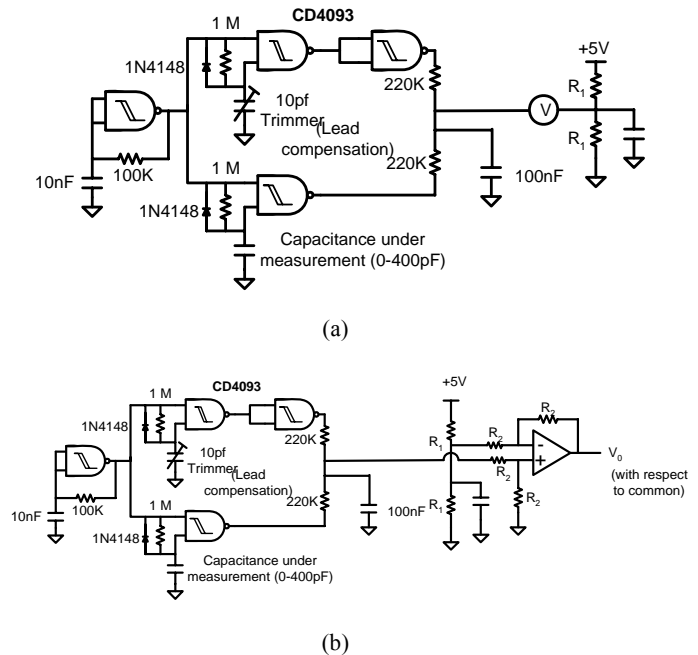 CD4093
1 M
1N4148
10pf
Trimmer
(Lead
compensation)
220K
220K
+5V
R1
R1
V
100K
10nF
1 M
1N4148
100nF
Capacitance under
measurement (0-400pF)
(a)
CD4093
1 M
1N4148
10pf
Trimmer
(Lead
compensation)
220K
220K
+5V
R1
R1
R2
R2
R2
R2
-
+
V0
(with respect
to common)
100K
10nF
1 M
1N4148
100nF
Capacitance under
measurement (0-400pF)
(b)